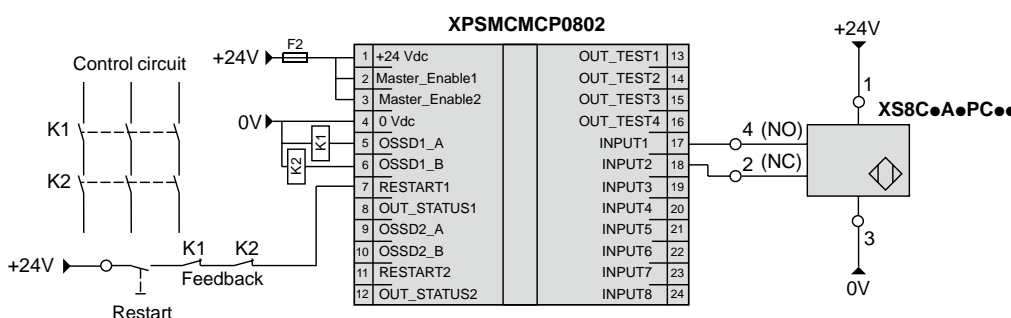 XPSMCMCP0802
+24V
F2
1 +24 Vdc
2 Master_Enable1
3 Master_Enable2
0V
4 0 Vdc
K1
5 OSSD1_A
K2
6 OSSD1_B
7 RESTART1
8 OUT_STATUS1
9 OSSD2_A
10 OSSD2_B
11 RESTART2
12 OUT_STATUS2
OUT_TEST1 13
OUT_TEST2 14
OUT_TEST3 15
OUT_TEST4 16
INPUT1 17
INPUT2 18
INPUT3 19
INPUT4 20
INPUT5 21
INPUT6 22
INPUT7 23
INPUT8 24
Control circuit
K1
K2
+24V
K1 K2
Feedback
Restart
+24V
1
XS8C●A●PC●●
4 (NO)
2 (NC)
3
0V